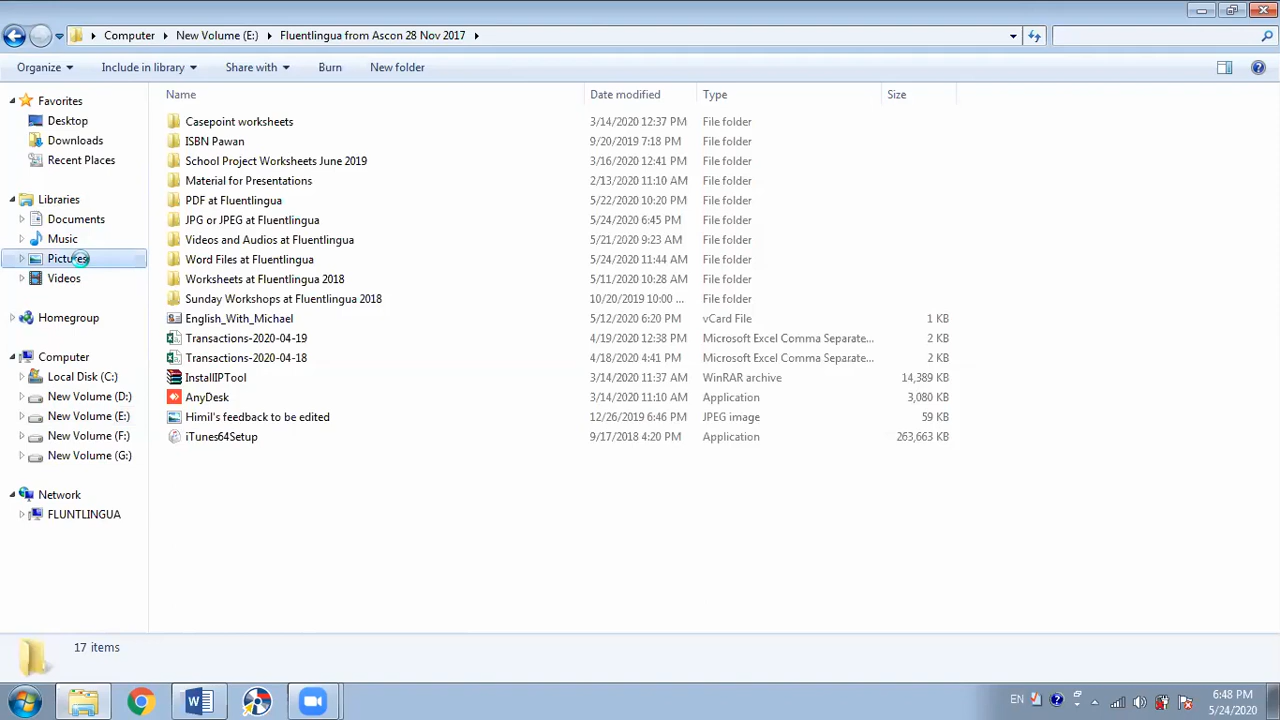 Computer New Volume (E:) Fluentlingua from Ascon 28 Nov 2017
Organize Include in library Share with Burn New folder
Name Date modified Type Size
Favorites
Desktop
Downloads
Recent Places
Libraries
Documents
Music
Pictures
Videos
Homegroup
Computer
Local Disk (C:)
New Volume (D:)
New Volume (E:)
New Volume (F:)
New Volume (G:)
Network
FLUNTLINGUA
Casepoint worksheets 3/14/2020 12:37 PM File folder
ISBN Pawan 9/20/2019 7:18 PM File folder
School Project Worksheets June 2019 3/16/2020 12:41 PM File folder
Material for Presentations 2/13/2020 11:10 AM File folder
PDF at Fluentlingua 5/22/2020 10:20 PM File folder
JPG or JPEG at Fluentlingua 5/24/2020 6:45 PM File folder
Videos and Audios at Fluentlingua 5/21/2020 9:23 AM File folder
Word Files at Fluentlingua 5/24/2020 11:44 AM File folder
Worksheets at Fluentlingua 2018 5/11/2020 10:28 AM File folder
Sunday Workshops at Fluentlingua 2018 10/20/2019 10:00 ... File folder
English_With_Michael 5/12/2020 6:20 PM vCard File 1 KB
Transactions-2020-04-19 4/19/2020 12:38 PM Microsoft Excel Comma Separate... 2 KB
Transactions-2020-04-18 4/18/2020 4:41 PM Microsoft Excel Comma Separate... 2 KB
InstallIPTool 3/14/2020 11:37 AM WinRAR archive 14,389 KB
AnyDesk 3/14/2020 11:10 AM Application 3,080 KB
Himil's feedback to be edited 12/26/2019 6:46 PM JPEG image 59 KB
iTunes64Setup 9/17/2018 4:20 PM Application 263,663 KB
17 items
EN
6:48 PM
5/24/2020